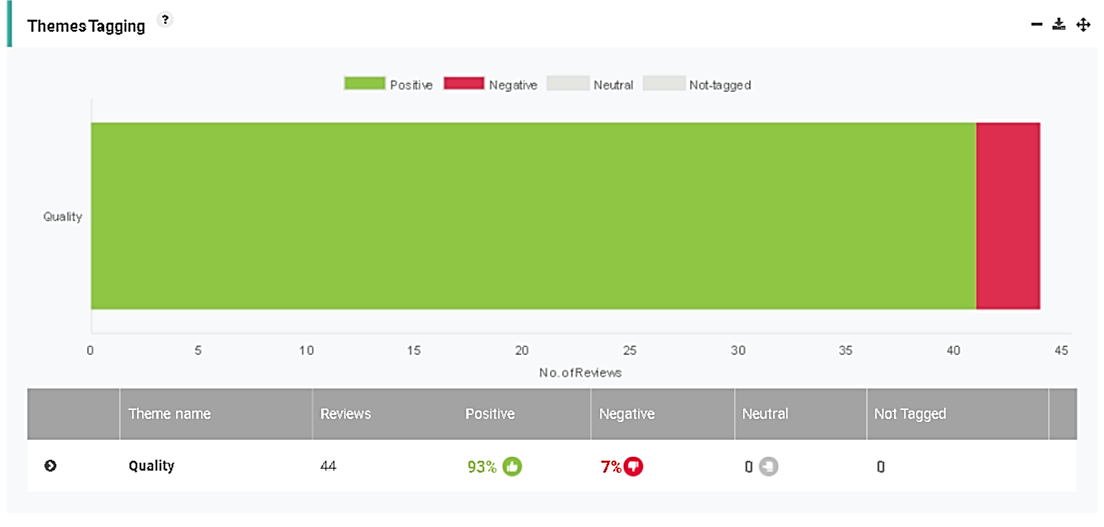 Themes Tagging ?
Positive Negative Neutral Not-tagged
Quality
0 5 10 15 20 25 30 35 40 45
No. of Reviews
Theme name Reviews Positive Negative Neutral Not Tagged
Quality 44 93% 7% 0 0